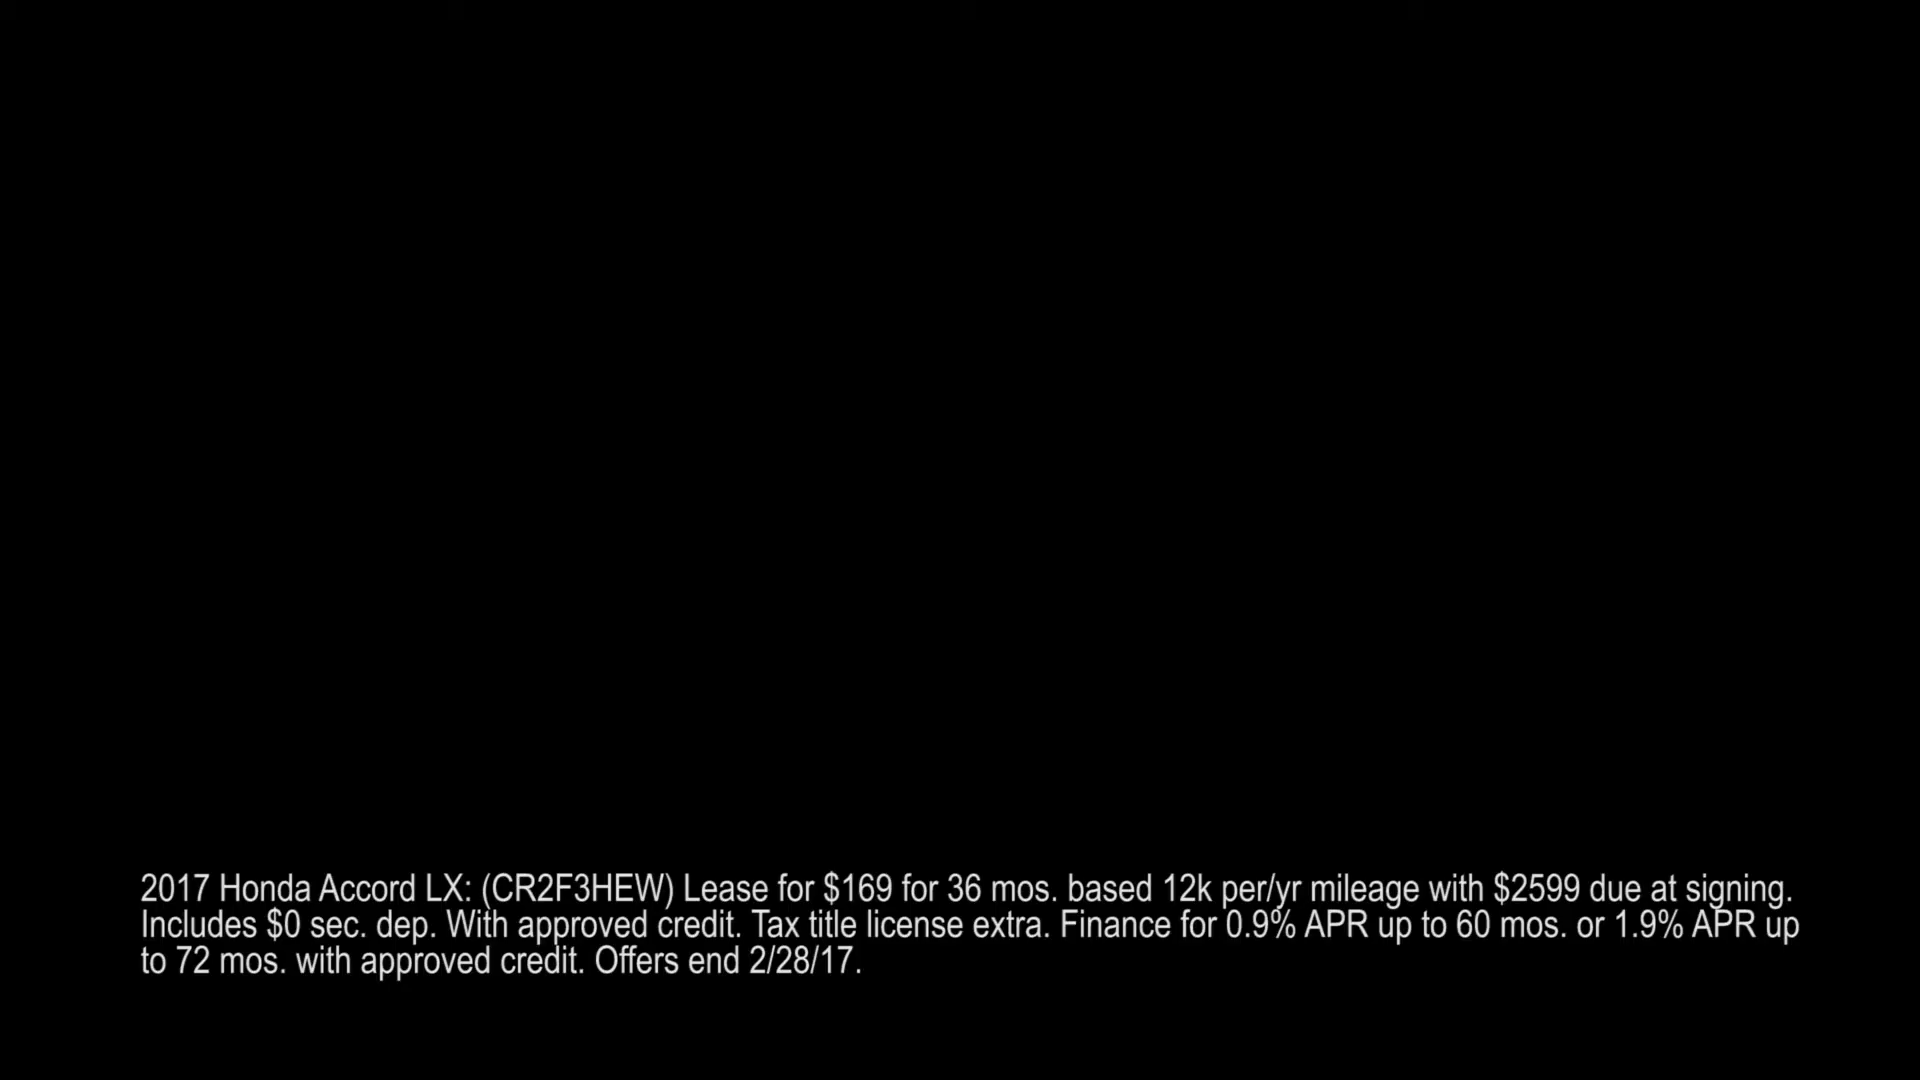 2017 Honda Accord LX: (CR2F3HEW) Lease for $169 for 36 mos. based 12k per/yr mileage with $2599 due at signing.
Includes $0 sec. dep. With approved credit. Tax title license extra. Finance for 0.9% APR up to 60 mos. or 1.9% APR up
to 72 mos. with approved credit. Offers end 2/28/17.